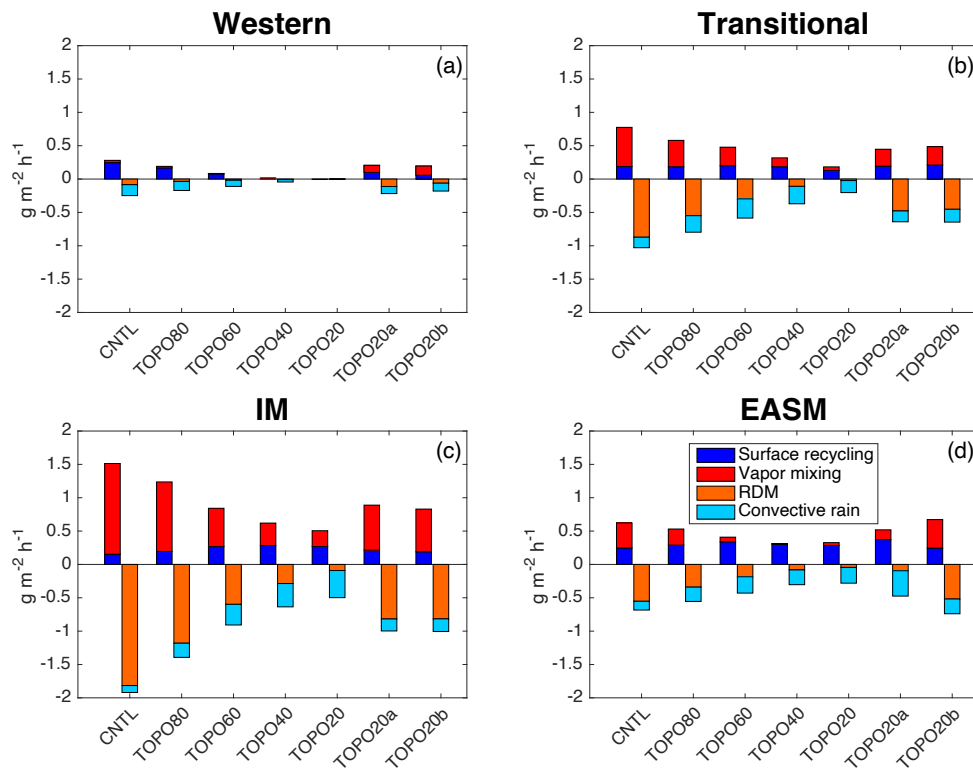 Western
(a)
2
1.5
1
0.5
0
-0.5
-1
-1.5
-2
g m-2 h-1
CNTL
TOPO80
TOPO60
TOPO40
TOPO20
TOPO20a
TOPO20b
Transitional
(b)
2
1.5
1
0.5
0
-0.5
-1
-1.5
-2
g m-2 h-1
CNTL
TOPO80
TOPO60
TOPO40
TOPO20
TOPO20a
TOPO20b
IM
(c)
2
1.5
1
0.5
0
-0.5
-1
-1.5
-2
g m-2 h-1
CNTL
TOPO80
TOPO60
TOPO40
TOPO20
TOPO20a
TOPO20b
EASM
(d)
2
1.5
1
0.5
0
-0.5
-1
-1.5
-2
g m-2 h-1
Surface recycling
Vapor mixing
RDM
Convective rain
CNTL
TOPO80
TOPO60
TOPO40
TOPO20
TOPO20a
TOPO20b